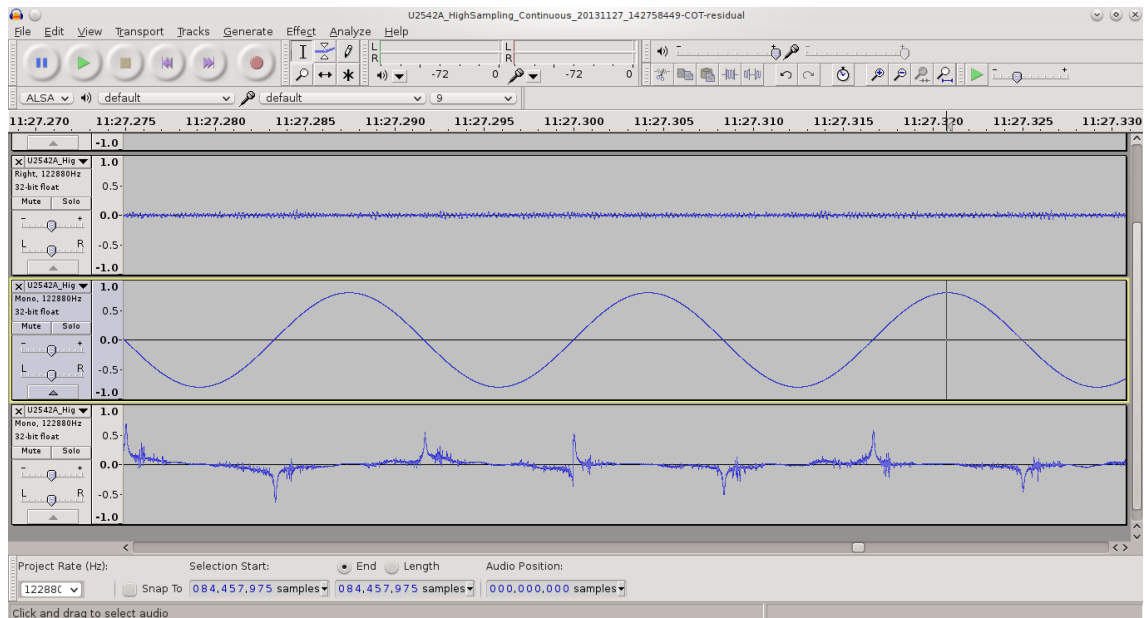 U2542A_HighSampling_Continuous_20131127_142758449-COT-residual
File Edit View Transport Tracks Generate Effect Analyze Help
L
R
-72 0
L
R
-72 0
- +
ALSA default default 9
11:27.270 11:27.275 11:27.280 11:27.285 11:27.290 11:27.295 11:27.300 11:27.305 11:27.310 11:27.315 11:27.320 11:27.325 11:27.330
-1.0
X U2542A_Hig 1.0
Right, 122880Hz
32-bit float 0.5
Mute Solo
- + 0.0
L R -0.5
-1.0
X U2542A_Hig 1.0
Mono, 122880Hz
32-bit float 0.5
Mute Solo
- + 0.0
L R -0.5
-1.0
X U2542A_Hig 1.0
Mono, 122880Hz
32-bit float 0.5
Mute Solo
- + 0.0
L R -0.5
-1.0
Project Rate (Hz): Selection Start: End Length Audio Position:
12288( Snap To 084,457,975 samples 084,457,975 samples 000,000,000 samples
Click and drag to select audio